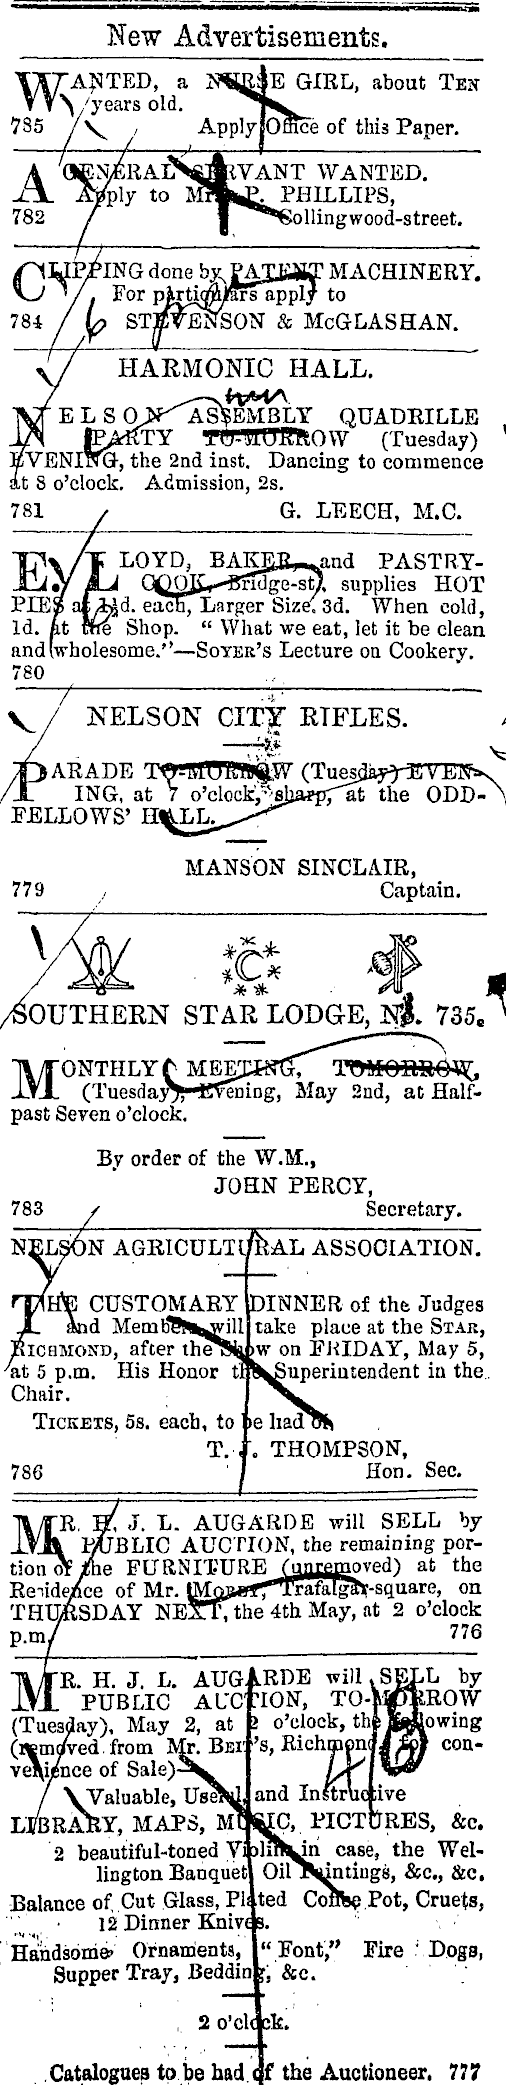 New Advertisements.
WANTED, a NURSE GIRL, about TEN
years old.
785 Apply Office of this Paper.
A GENERAL SERVANT WANTED.
Apply to Mrs. P. PHILLIPS,
782 Collingwood-street.
CLIPPING done by PATENT MACHINERY.
For particulars apply to
784 STEVENSON & McGLASHAN.
HARMONIC HALL.
NELSON ASSEMBLY QUADRILLE
PARTY TO-MORROW (Tuesday)
EVENING, the 2nd inst. Dancing to commence
at 8 o'clock. Admission, 2s.
781 G. LEECH, M.C.
E. LLOYD, BAKER, and PASTRY-
COOK, Bridge-st, supplies HOT
PIES at 1½d. each, Larger Size, 3d. When cold,
1d. at the Shop. "What we eat, let it be clean
and wholesome."—SOYER'S Lecture on Cookery.
780
NELSON CITY RIFLES.
PARADE TO-MORROW (Tuesday) EVEN-
ING, at 7 o'clock, sharp, at the ODD-
FELLOWS' HALL.
MANSON SINCLAIR,
779 Captain.
SOUTHERN STAR LODGE, No. 735.
MONTHLY MEETING, TOMORROW,
(Tuesday), Evening, May 2nd, at Half-
past Seven o'clock.
By order of the W.M.,
JOHN PERCY,
783 Secretary.
NELSON AGRICULTURAL ASSOCIATION.
THE CUSTOMARY DINNER of the Judges
and Members will take place at the STAR,
RICHMOND, after the Show on FRIDAY, May 5,
at 5 p.m. His Honor the Superintendent in the
Chair.
TICKETS, 5s. each, to be had of
T. J. THOMPSON,
786 Hon. Sec.
MR. H. J. L. AUGARDE will SELL by
PUBLIC AUCTION, the remaining por-
tion of the FURNITURE (unremoved) at the
Residence of Mr. Trafalgar-square, on
THURSDAY NEXT, the 4th May, at 2 o'clock
p.m. 776
MR. H. J. L. AUGARDE will SELL by
PUBLIC AUCTION, TO-MORROW
(Tuesday), May 2, at 2 o'clock, the following
(removed from Mr. BEIT'S, Richmond, for con-
venience of Sale)—
Valuable, Useful, and Instructive
LIBRARY, MAPS, MUSIC, PICTURES, &c.
2 beautiful-toned Violins in case, the Wel-
lington Banquet, Oil Paintings, &c., &c.
Balance of Cut Glass, Plated Coffee Pot, Cruets,
12 Dinner Knives.
Handsome Ornaments, "Font," Fire Dogs,
Supper Tray, Bedding, &c.
2 o'clock.
Catalogues to be had of the Auctioneer. 777